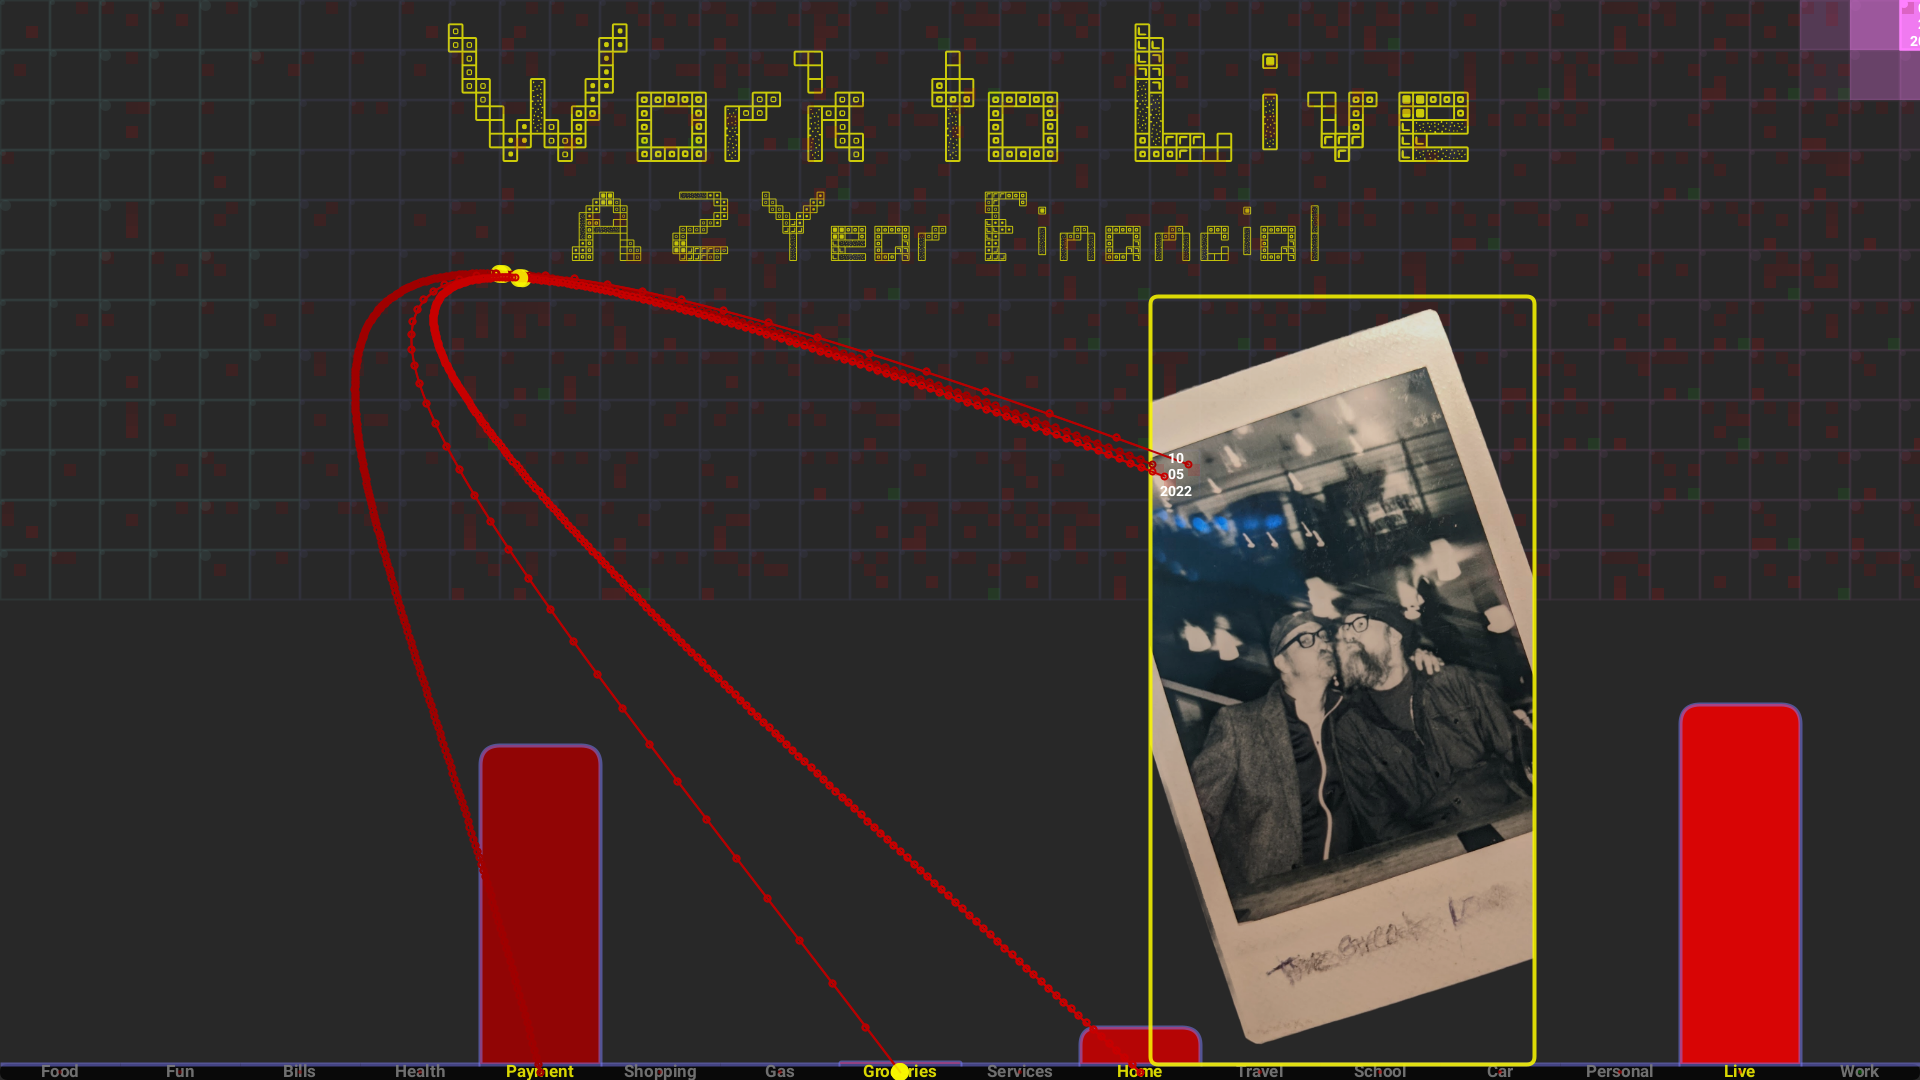 Work to Live
A 2 Year Financial
10
05
2022
Food Fun Bills Health Payment Shopping Gas Groceries Services Home Travel School Car Personal Live Work